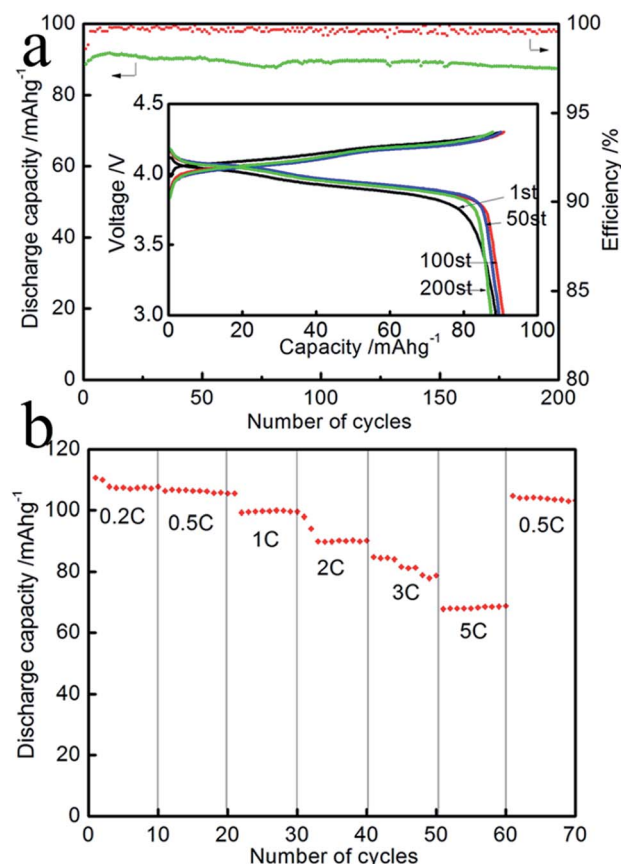 a
Discharge capacity /mAhg-1
100
80
60
40
20
0
0
50
100
150
200
Number of cycles
100
95
90
85
80
Efficiency /%
Voltage /V
4.5
4.0
3.5
3.0
0
20
40
60
80
100
Capacity /mAhg-1
1st
50st
100st
200st
b
Discharge capacity /mAhg-1
120
100
80
60
40
20
0
0.2C
0.5C
1C
2C
3C
5C
0.5C
0
10
20
30
40
50
60
70
Number of cycles